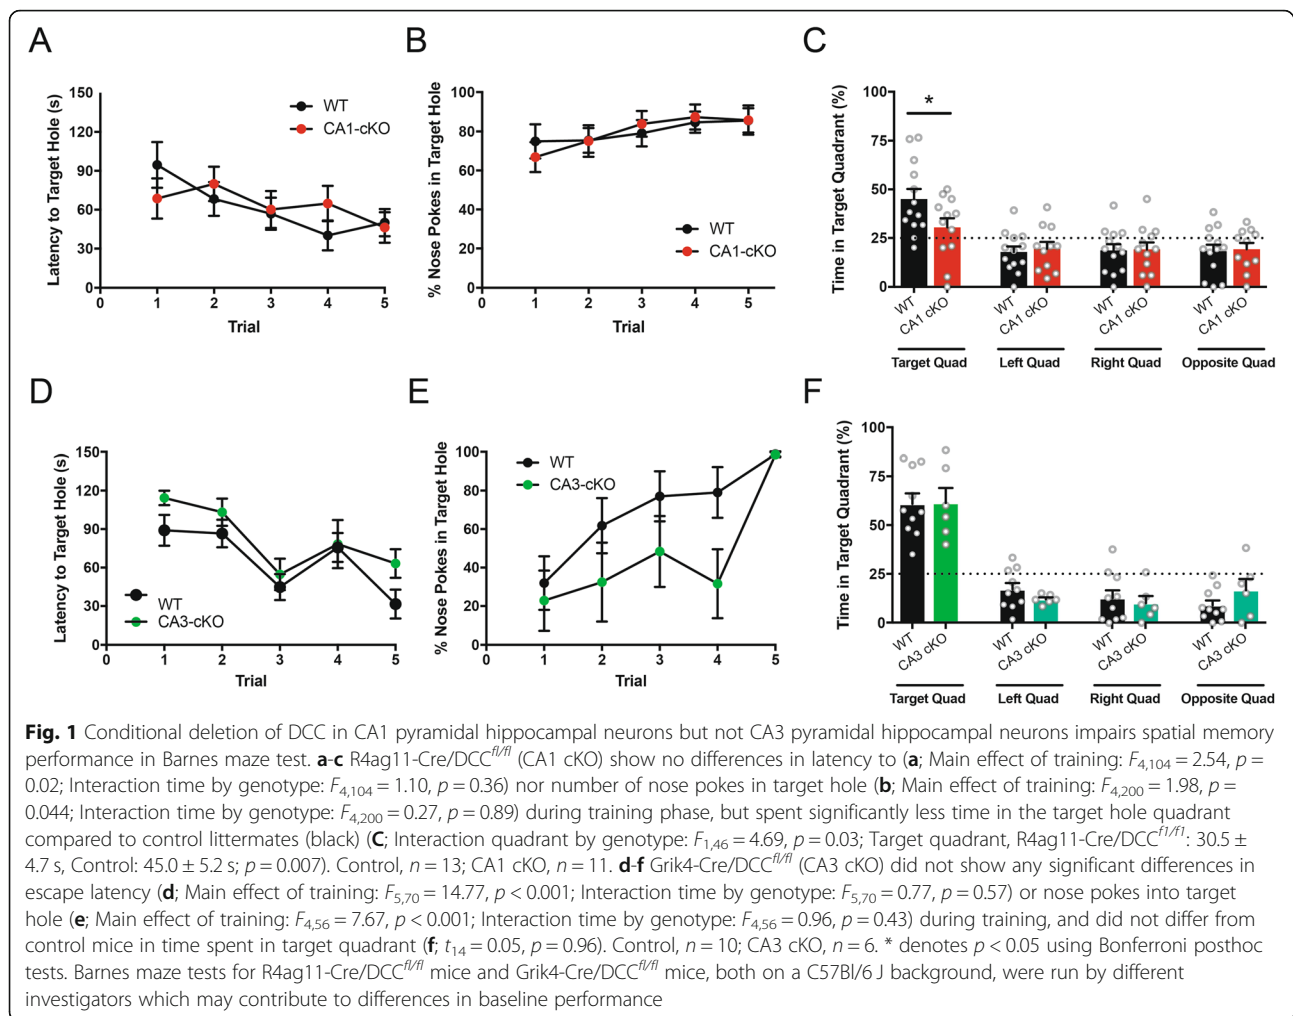 A
Latency to Target Hole (s)
150
120
90
60
30
0
0
1
2
3
4
5
Trial
WT
CA1-cKO
B
% Nose Pokes in Target Hole
100
80
60
40
20
0
0
1
2
3
4
5
Trial
WT
CA1-cKO
C
Time in Target Quadrant (%)
100
75
50
25
0
*
WT
CA1 cKO
WT
CA1 cKO
WT
CA1 cKO
WT
CA1 cKO
Target Quad
Left Quad
Right Quad
Opposite Quad
D
Latency to Target Hole (s)
150
120
90
60
30
0
0
1
2
3
4
5
Trial
WT
CA3-cKO
E
% Nose Pokes in Target Hole
100
80
60
40
20
0
0
1
2
3
4
5
Trial
WT
CA3-cKO
F
Time in Target Quadrant (%)
100
75
50
25
0
WT
CA3 cKO
WT
CA3 cKO
WT
CA3 cKO
WT
CA3 cKO
Target Quad
Left Quad
Right Quad
Opposite Quad
Fig. 1 Conditional deletion of DCC in CA1 pyramidal hippocampal neurons but not CA3 pyramidal hippocampal neurons impairs spatial memory
performance in Barnes maze test. a-c R4ag11-Cre/DCCfl/fl (CA1 cKO) show no differences in latency to (a; Main effect of training: F4,104 = 2.54, p =
0.02; Interaction time by genotype: F4,104 = 1.10, p = 0.36) nor number of nose pokes in target hole (b; Main effect of training: F4,200 = 1.98, p =
0.044; Interaction time by genotype: F4,200 = 0.27, p = 0.89) during training phase, but spent significantly less time in the target hole quadrant
compared to control littermates (black) (C; Interaction quadrant by genotype: F1,46 = 4.69, p = 0.03; Target quadrant, R4ag11-Cre/DCCf1/f1: 30.5 ±
4.7 s, Control: 45.0 ± 5.2 s; p = 0.007). Control, n = 13; CA1 cKO, n = 11. d-f Grik4-Cre/DCCfl/fl (CA3 cKO) did not show any significant differences in
escape latency (d; Main effect of training: F5,70 = 14.77, p < 0.001; Interaction time by genotype: F5,70 = 0.77, p = 0.57) or nose pokes into target
hole (e; Main effect of training: F4,56 = 7.67, p < 0.001; Interaction time by genotype: F4,56 = 0.96, p = 0.43) during training, and did not differ from
control mice in time spent in target quadrant (f; t14 = 0.05, p = 0.96). Control, n = 10; CA3 cKO, n = 6. * denotes p < 0.05 using Bonferroni posthoc
tests. Barnes maze tests for R4ag11-Cre/DCCfl/fl mice and Grik4-Cre/DCCfl/fl mice, both on a C57Bl/6 J background, were run by different
investigators which may contribute to differences in baseline performance